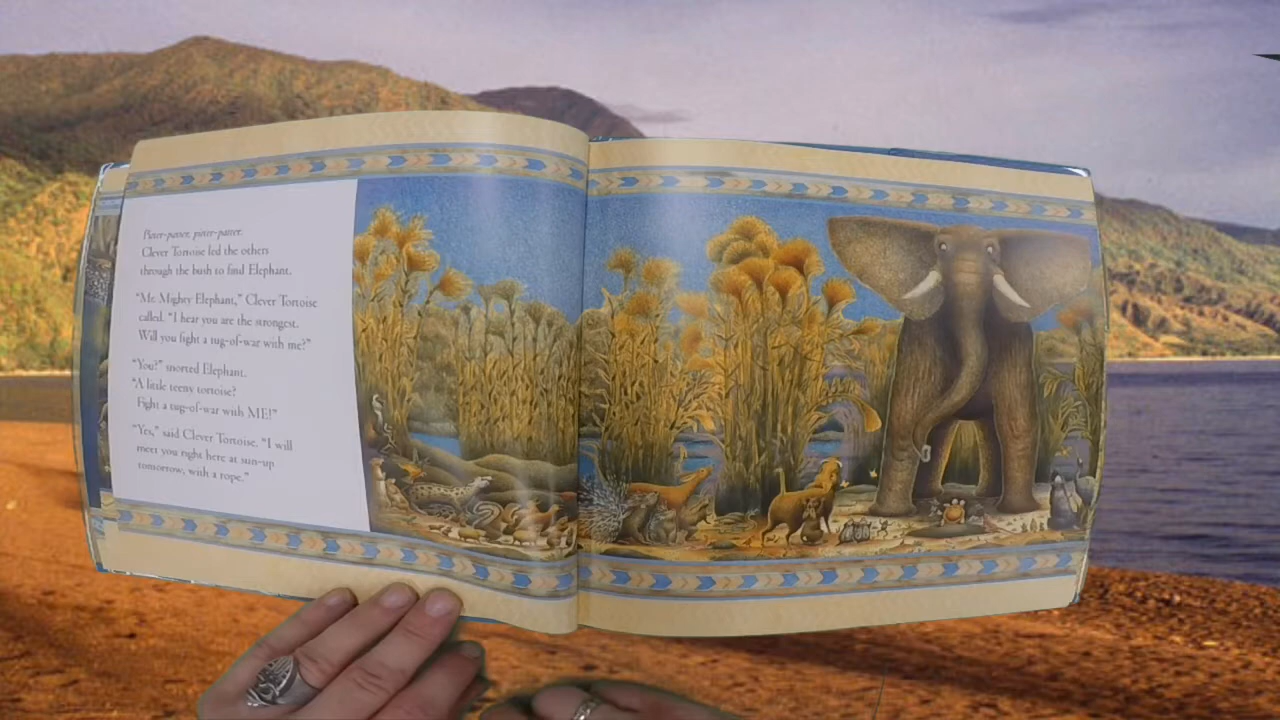 Pitter-patter, pitter-patter.
Clever Tortoise led the others
through the bush to find Elephant.
“Mr. Mighty Elephant,” Clever Tortoise
called. “I hear you are the strongest.
Will you fight a tug-of-war with me?”
“You?” snorted Elephant.
“A little teeny tortoise?
Fight a tug-of-war with ME!”
“Yes,” said Clever Tortoise. “I will
meet you right here at sun-up
tomorrow, with a rope.”